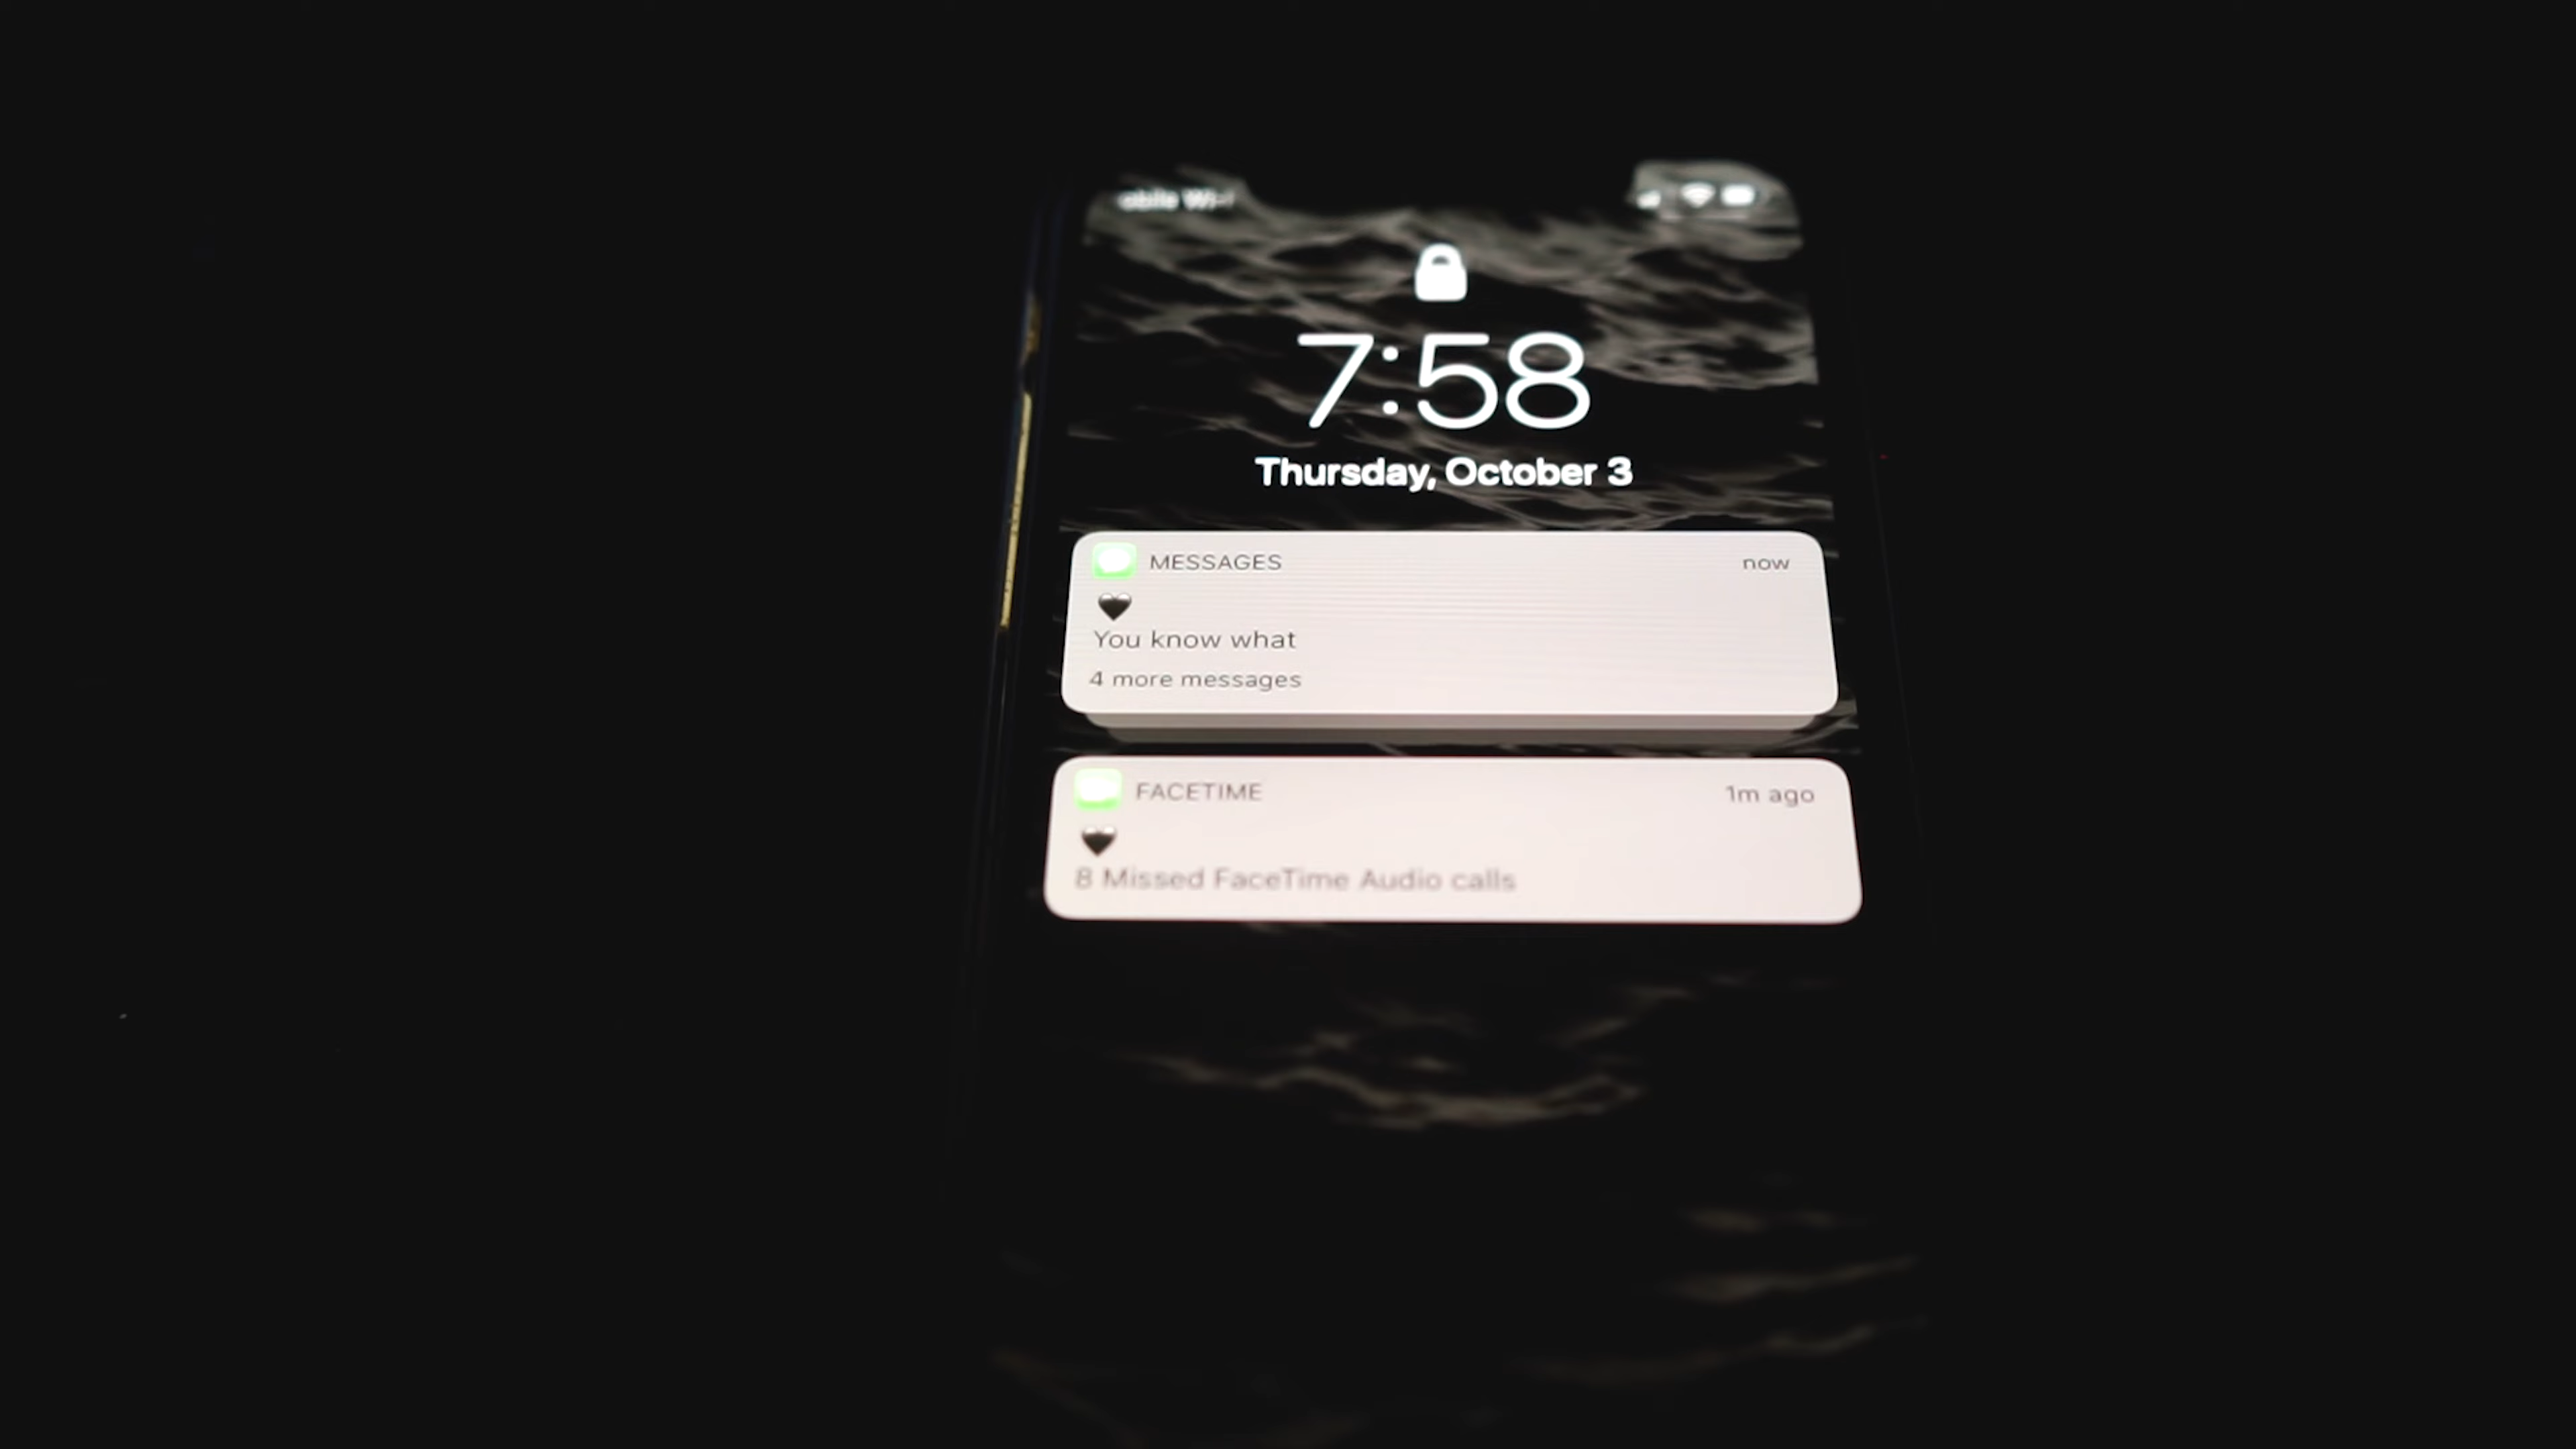 7:58
Thursday, October 3
MESSAGES now
🖤
You know what
4 more messages
FACETIME 1m ago
🖤
8 Missed FaceTime Audio calls